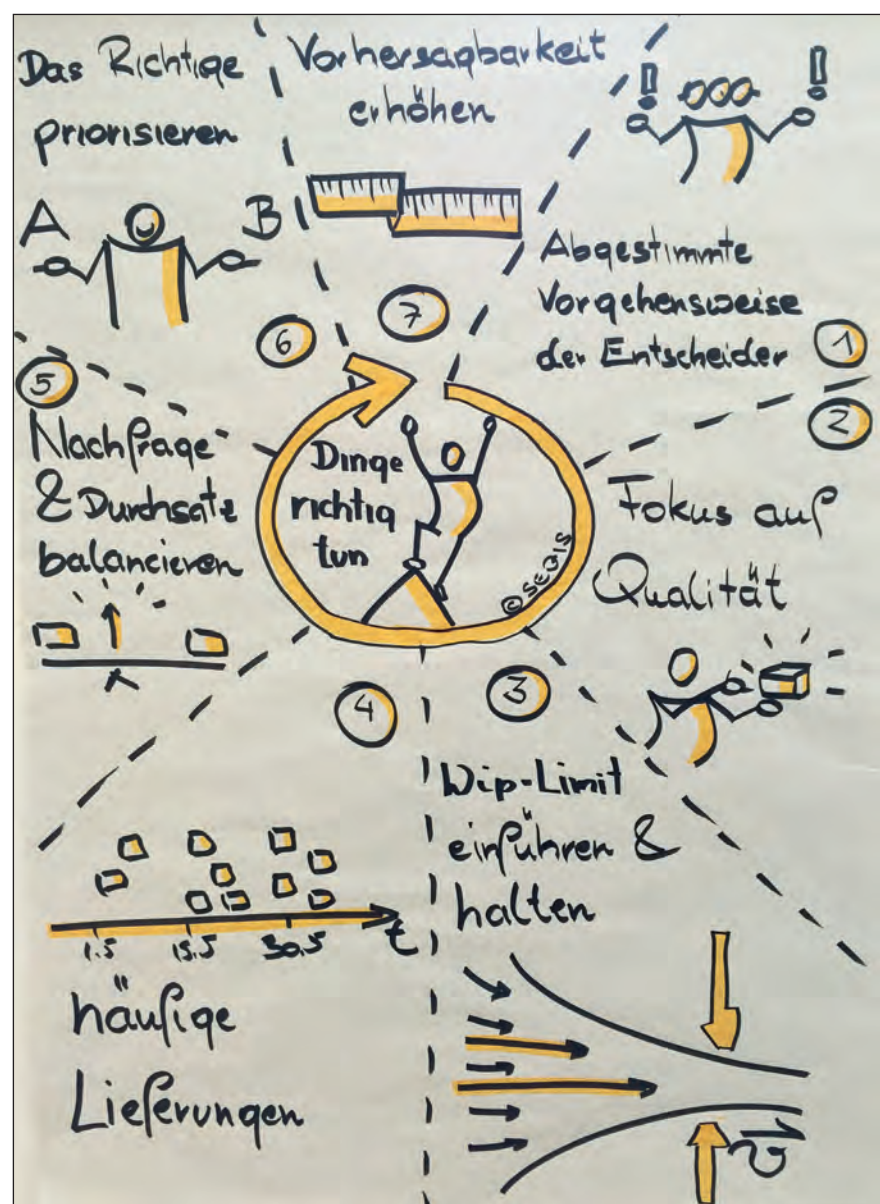 Das Richtige
priorisieren
A
B
Vorhersagbarkeit
erhöhen
!
!
Abgestimmte
Vorgehensweise
der Entscheider
1
2
Fokus auf
Qualität
3
Wip-Limit
einführen &
halten
v
4
1.5
15.5
30.5
t
häufige
Lieferungen
5
Nachfrage
& Durchsatz
balancieren
6
7
Dinge
richtig
tun
©SEQIS